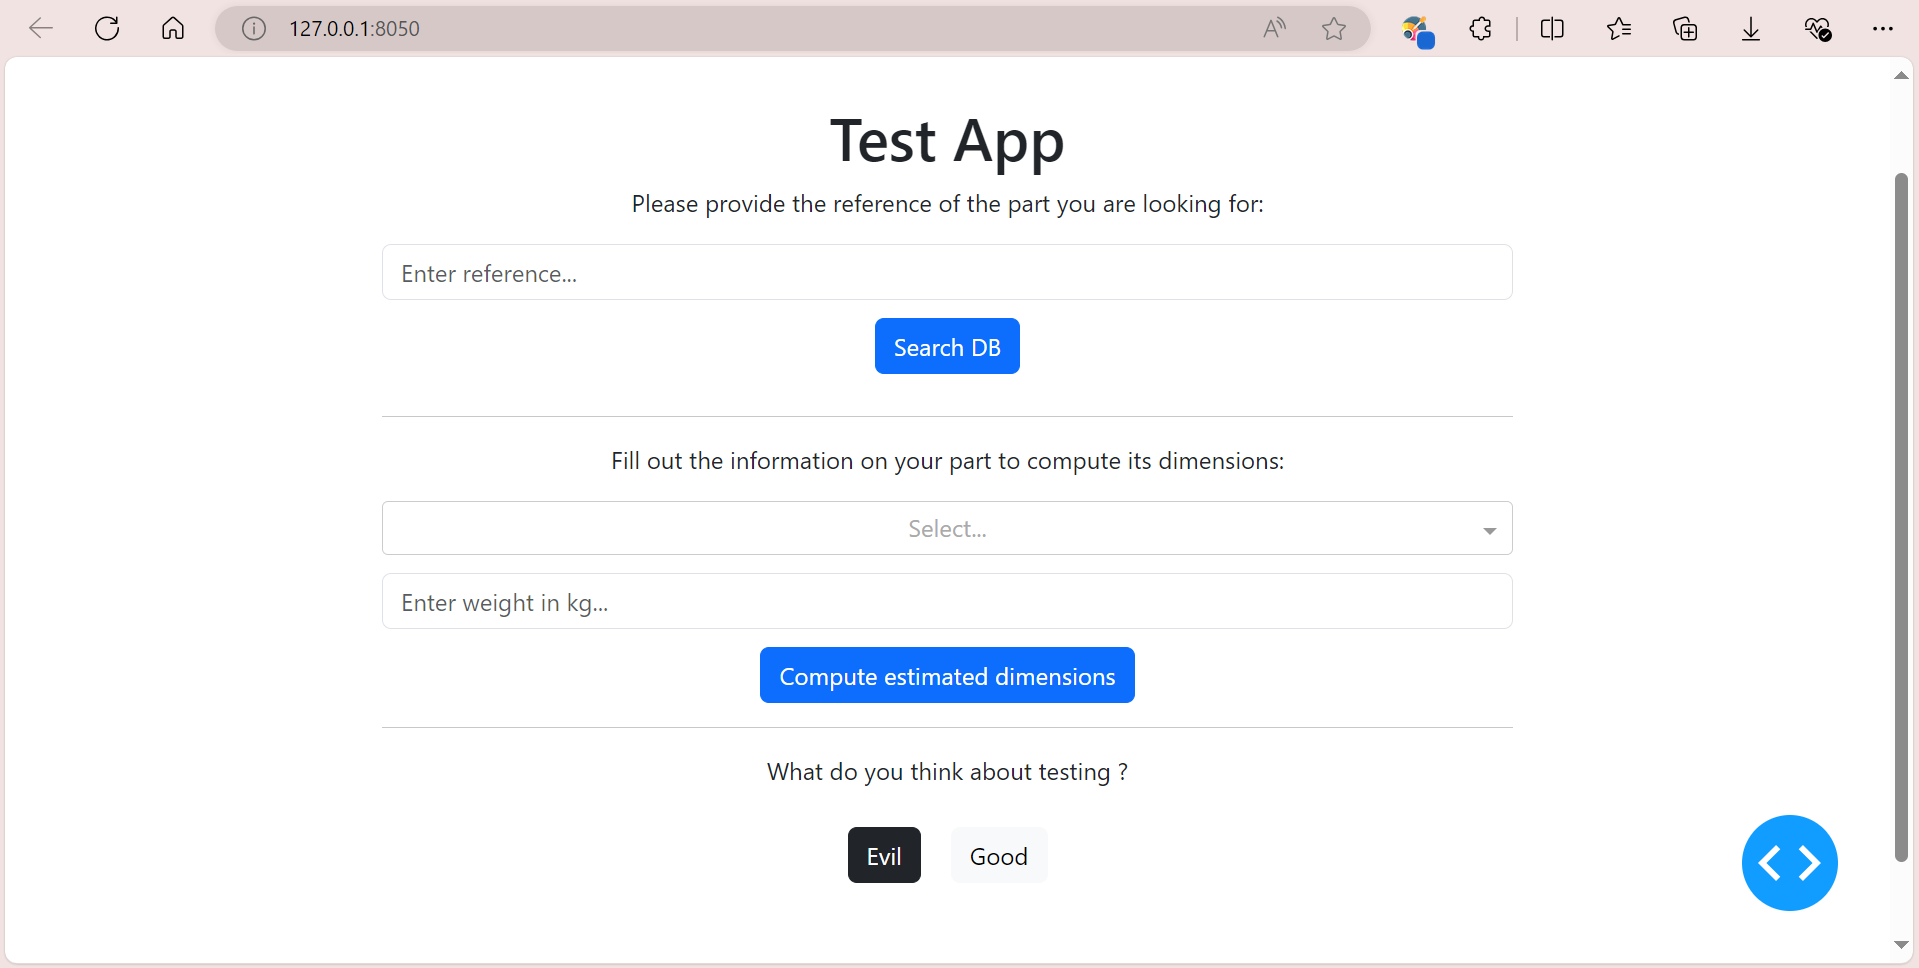 127.0.0.1:8050
Test App
Please provide the reference of the part you are looking for:
Enter reference...
Search DB
Fill out the information on your part to compute its dimensions:
Select...
Enter weight in kg...
Compute estimated dimensions
What do you think about testing ?
Evil Good